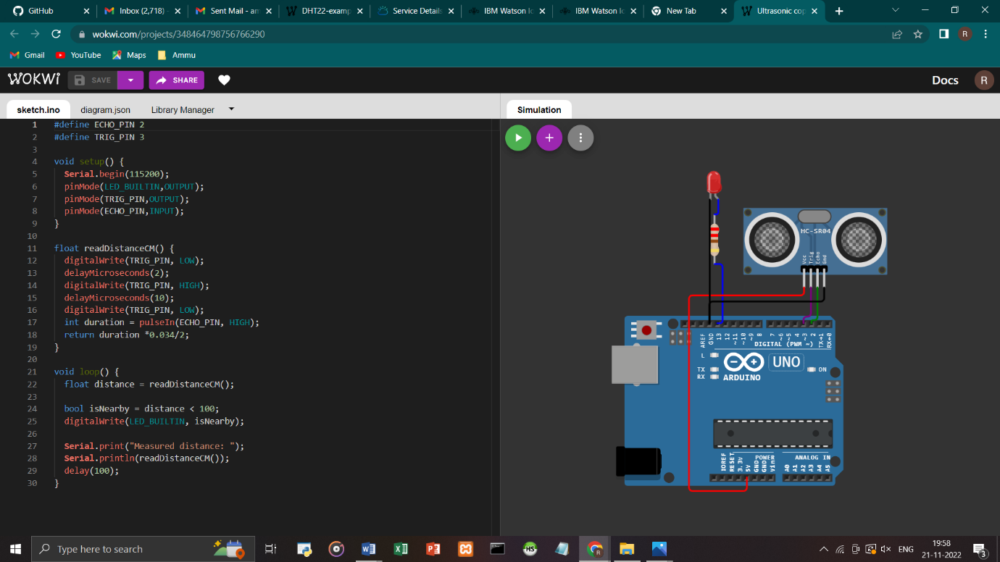 GitHub
Inbox (2,718) -
Sent Mail - am
DHT22-examp
Service Details
IBM Watson Io
IBM Watson Io
New Tab
Ultrasonic cop
wokwi.com/projects/348464798756766290
R
Gmail
YouTube
Maps
Ammu
WOKWi
SAVE
SHARE
Docs
R
sketch.ino
diagram.json
Library Manager
Simulation
1 #define ECHO_PIN 2
2 #define TRIG_PIN 3
3
4 void setup() {
5 Serial.begin(115200);
6 pinMode(LED_BUILTIN,OUTPUT);
7 pinMode(TRIG_PIN,OUTPUT);
8 pinMode(ECHO_PIN,INPUT);
9 }
10
11 float readDistanceCM() {
12 digitalWrite(TRIG_PIN, LOW);
13 delayMicroseconds(2);
14 digitalWrite(TRIG_PIN, HIGH);
15 delayMicroseconds(10);
16 digitalWrite(TRIG_PIN, LOW);
17 int duration = pulseIn(ECHO_PIN, HIGH);
18 return duration *0.034/2;
19 }
20
21 void loop() {
22 float distance = readDistanceCM();
23
24 bool isNearby = distance < 100;
25 digitalWrite(LED_BUILTIN, isNearby);
26
27 Serial.print("Measured distance: ");
28 Serial.println(readDistanceCM());
29 delay(100);
30 }
HC-SR04
Vcc
Trig
Echo
Gnd
AREF
GND
13
12
~11
~10
~9
8
7
~6
~5
4
~3
2
TX→1
RX←0
DIGITAL (PWM ~)
L
TX
RX
UNO
ON
ARDUINO
IOREF
RESET
3.3V
5V
GND
GND
Vin
POWER
ANALOG IN
A0
A1
A2
A3
A4
A5
Type here to search
ENG
19:58
21-11-2022
3